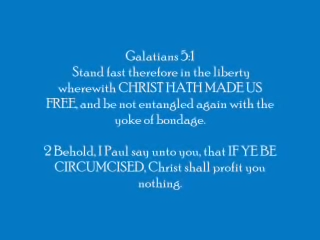 Galatians 5:1
Stand fast therefore in the liberty
wherewith CHRIST HATH MADE US
FREE, and be not entangled again with the
yoke of bondage.
2 Behold, I Paul say unto you, that IF YE BE
CIRCUMCISED, Christ shall profit you
nothing.